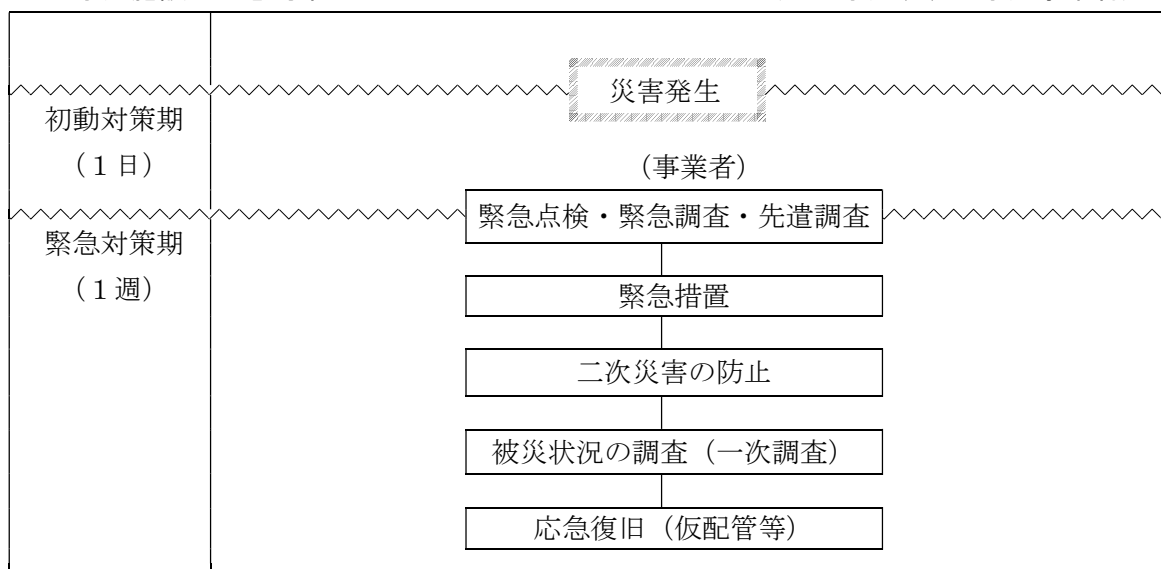 災害発生
初動対策期
（１日）
（事業者）
緊急点検・緊急調査・先遣調査
緊急対策期
（１週）
緊急措置
二次災害の防止
被災状況の調査（一次調査）
応急復旧（仮配管等）